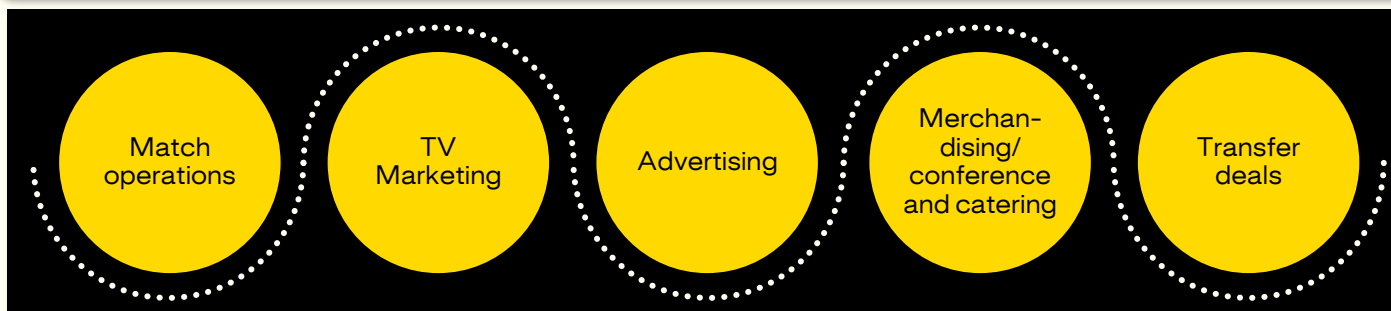 Match
operations
TV
Marketing
Advertising
Merchan-
dising/
conference
and catering
Transfer
deals